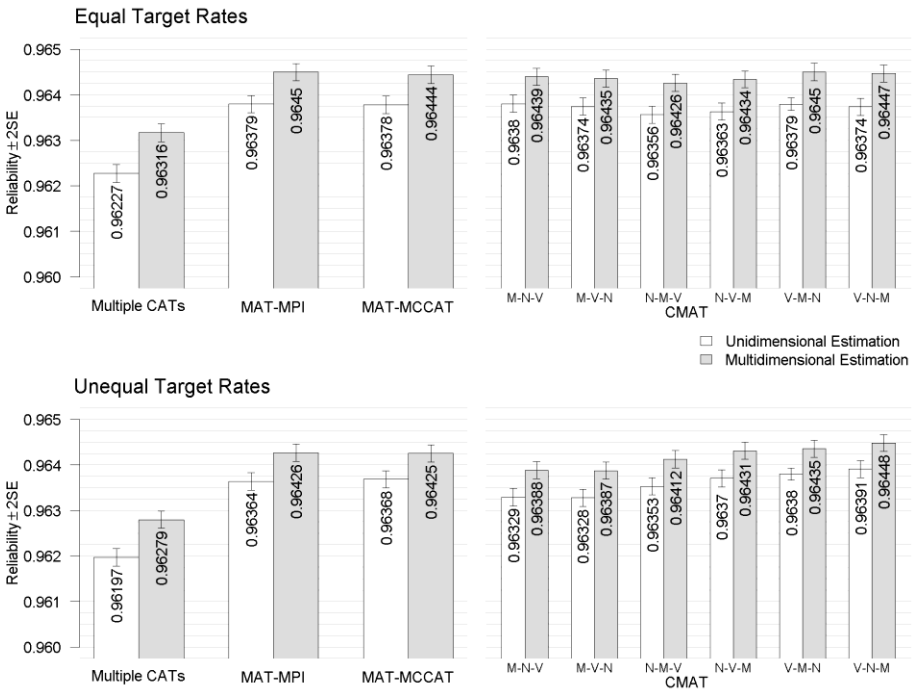 Equal Target Rates
Reliability ± 2SE
0.965
0.964
0.963
0.962
0.961
0.960
0.96227
0.96316
0.96379
0.9645
0.96378
0.96444
0.9638
0.96439
0.96374
0.96435
0.96356
0.96426
0.96363
0.96434
0.96379
0.9645
0.96374
0.96447
Multiple CATs
MAT-MPI
MAT-MCCAT
M-N-V
M-V-N
N-M-V
N-V-M
V-M-N
V-N-M
CMAT
Unidimensional Estimation
Multidimensional Estimation
Unequal Target Rates
Reliability ± 2SE
0.965
0.964
0.963
0.962
0.961
0.960
0.96197
0.96279
0.96364
0.96426
0.96368
0.96425
0.96329
0.96388
0.96328
0.96387
0.96353
0.96412
0.9637
0.96431
0.9638
0.96435
0.96391
0.96448
Multiple CATs
MAT-MPI
MAT-MCCAT
M-N-V
M-V-N
N-M-V
N-V-M
V-M-N
V-N-M
CMAT